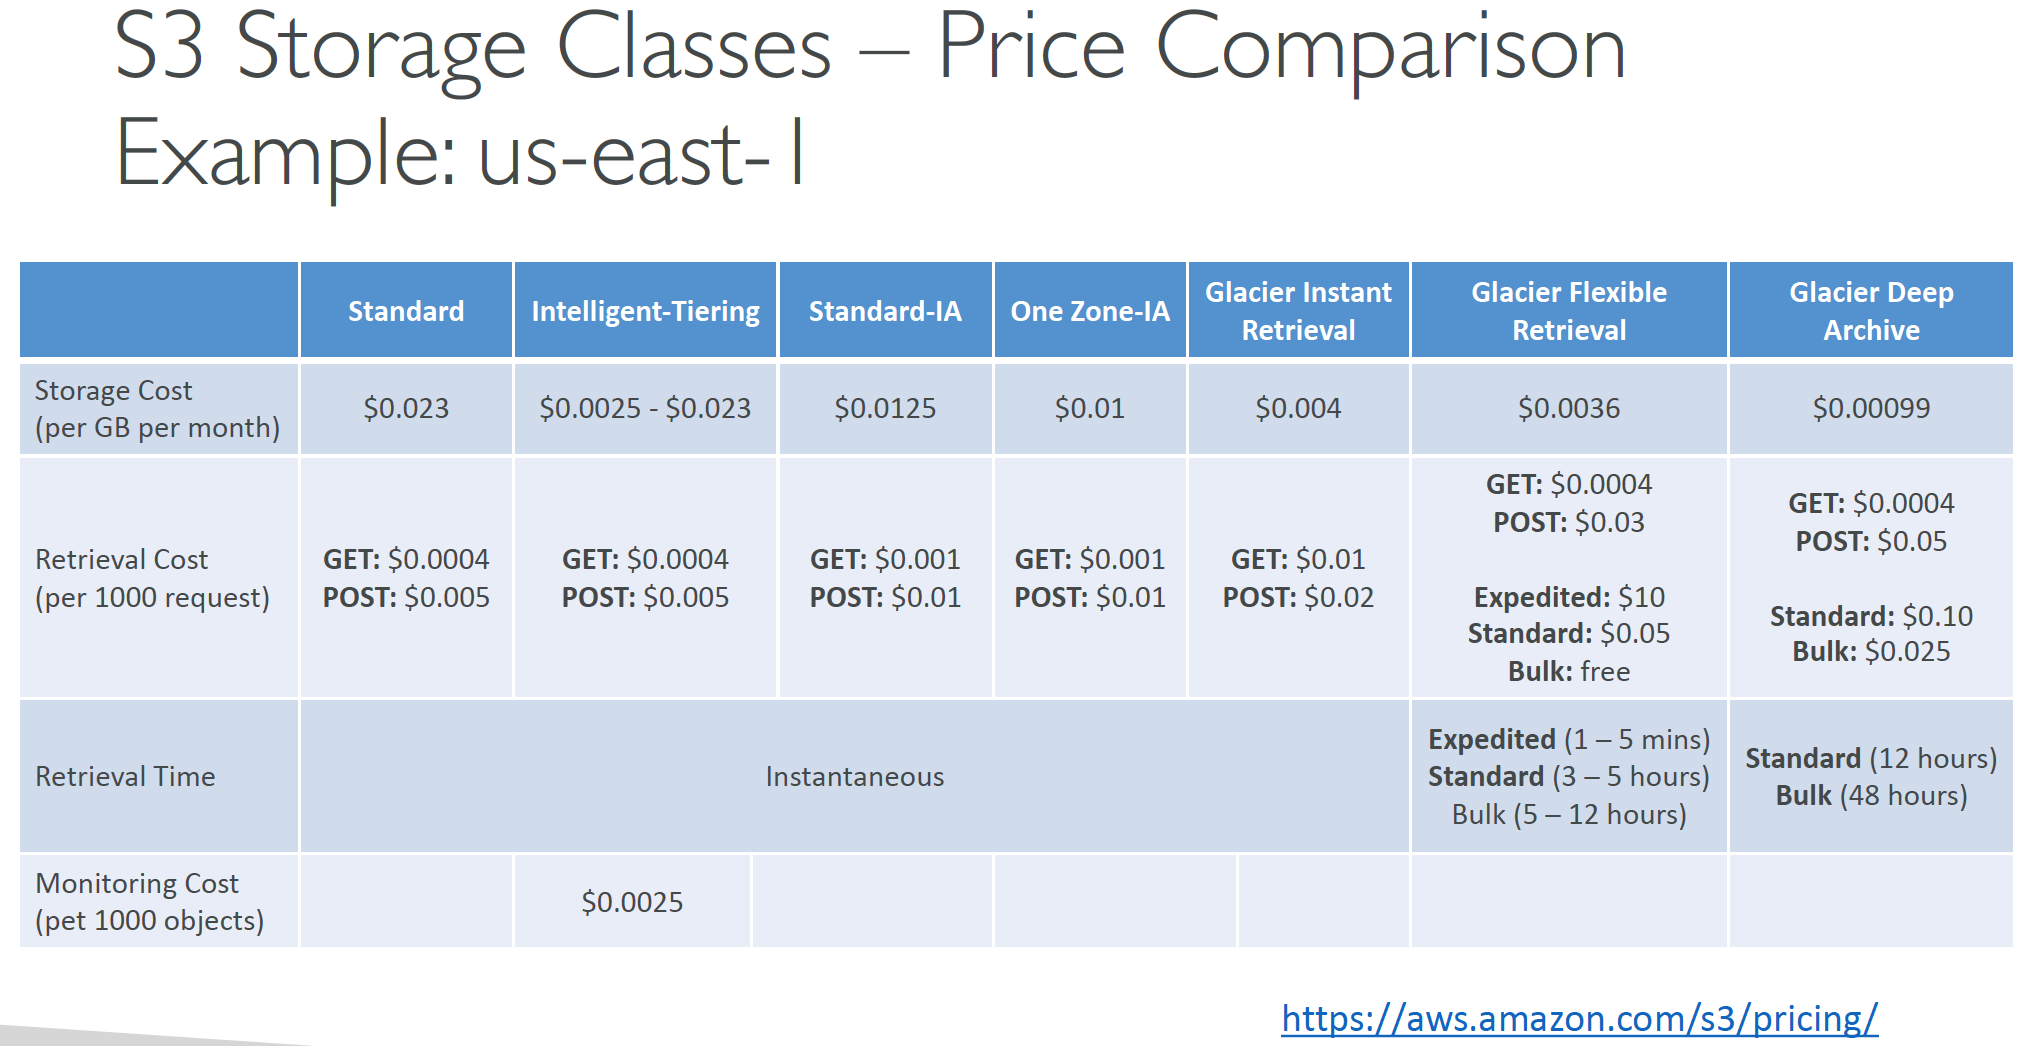 S3 Storage Classes – Price Comparison
Example: us-east-1
Standard
Intelligent-Tiering
Standard-IA
One Zone-IA
Glacier Instant
Retrieval
Glacier Flexible
Retrieval
Glacier Deep
Archive
Storage Cost
(per GB per month)
$0.023
$0.0025 - $0.023
$0.0125
$0.01
$0.004
$0.0036
$0.00099
Retrieval Cost
(per 1000 request)
GET: $0.0004
POST: $0.005
GET: $0.0004
POST: $0.005
GET: $0.001
POST: $0.01
GET: $0.001
POST: $0.01
GET: $0.01
POST: $0.02
GET: $0.0004
POST: $0.03
Expedited: $10
Standard: $0.05
Bulk: free
GET: $0.0004
POST: $0.05
Standard: $0.10
Bulk: $0.025
Retrieval Time
Instantaneous
Expedited (1 – 5 mins)
Standard (3 – 5 hours)
Bulk (5 – 12 hours)
Standard (12 hours)
Bulk (48 hours)
Monitoring Cost
(pet 1000 objects)
$0.0025
https://aws.amazon.com/s3/pricing/